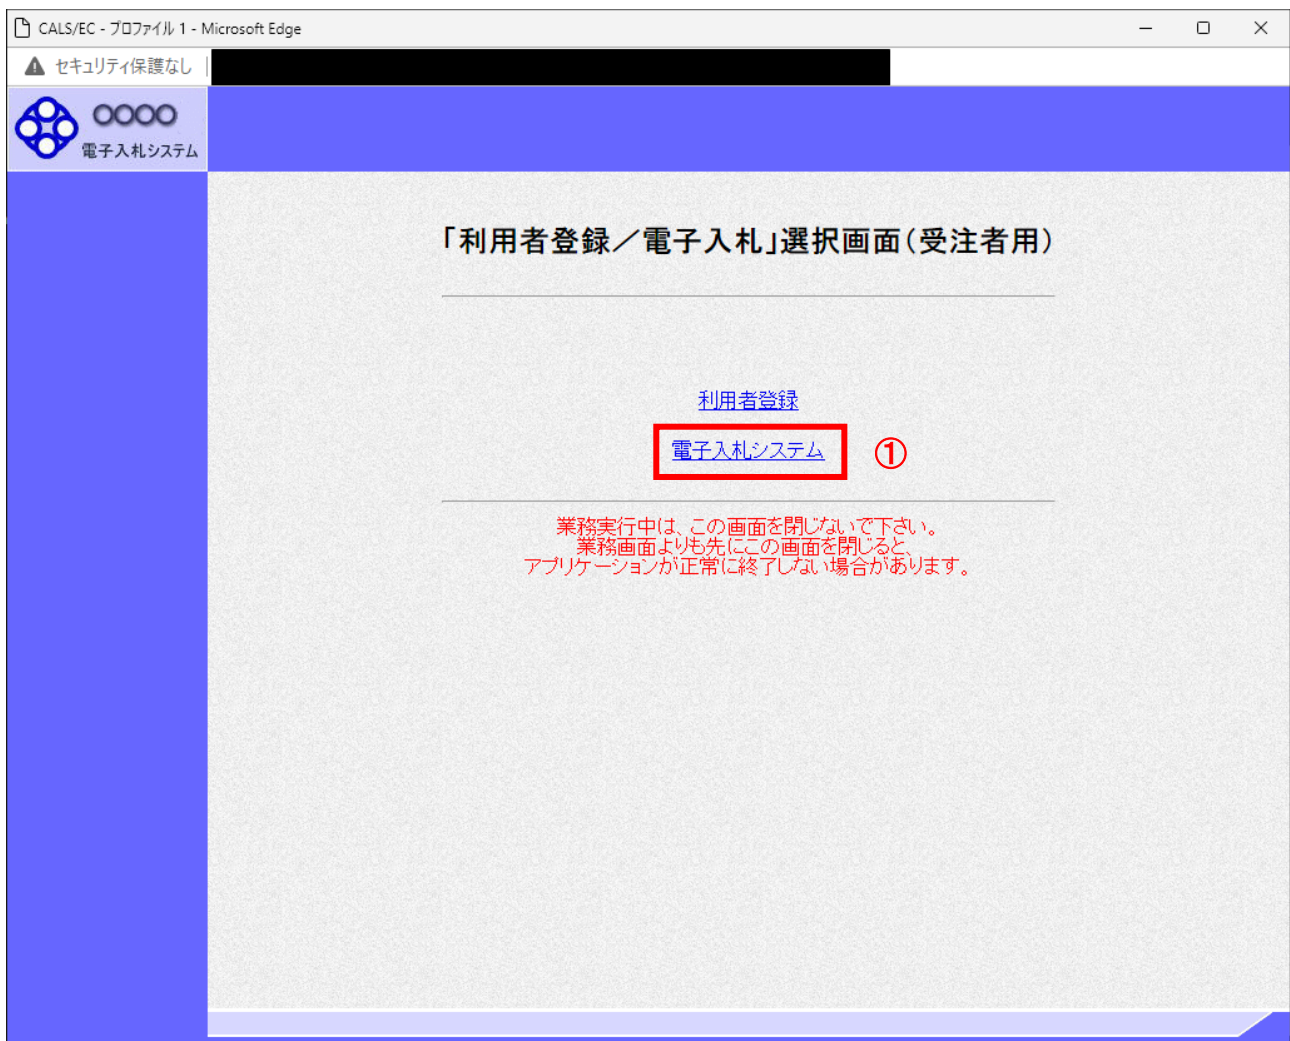 CALS/EC - プロファイル 1 - Microsoft Edge
セキュリティ保護なし
○○○○
電子入札システム
「利用者登録／電子入札」選択画面(受注者用)
利用者登録
電子入札システム ①
業務実行中は、この画面を閉じないで下さい。
業務画面よりも先にこの画面を閉じると、
アプリケーションが正常に終了しない場合があります。